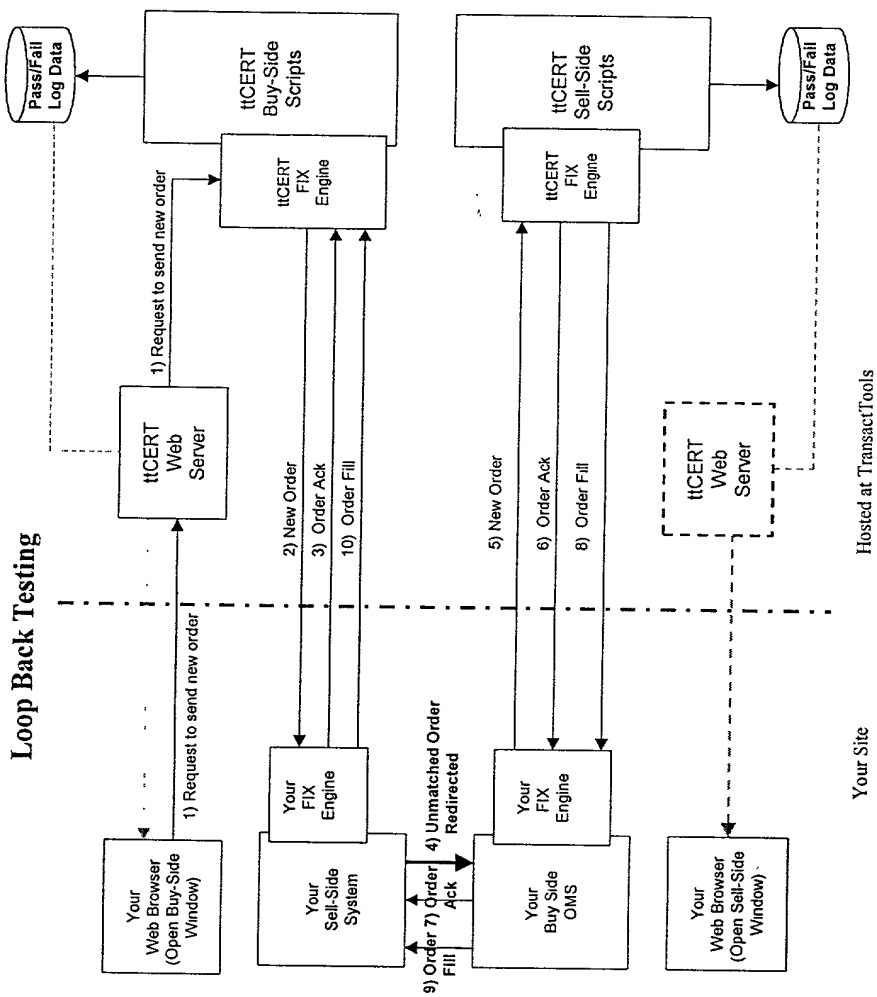 Loop Back Testing
Your
Web Browser
(Open Buy-Side
Window)
1) Request to send new order
ttCERT
Web
Server
1) Request to send new order
Pass/Fail
Log Data
ttCERT
Buy-Side
Scripts
ttCERT
FIX
Engine
2) New Order
3) Order Ack
10) Order Fill
Your
FIX
Engine
Your
Sell-Side
System
4) Unmatched Order
Redirected
7) Order
Ack
9) Order
Fill
Your
Buy Side
OMS
Your
FIX
Engine
5) New Order
6) Order Ack
8) Order Fill
ttCERT
FIX
Engine
ttCERT
Sell-Side
Scripts
Pass/Fail
Log Data
ttCERT
Web
Server
Your
Web Browser
(Open Sell-Side
Window)
Your Site
Hosted at TransactTools